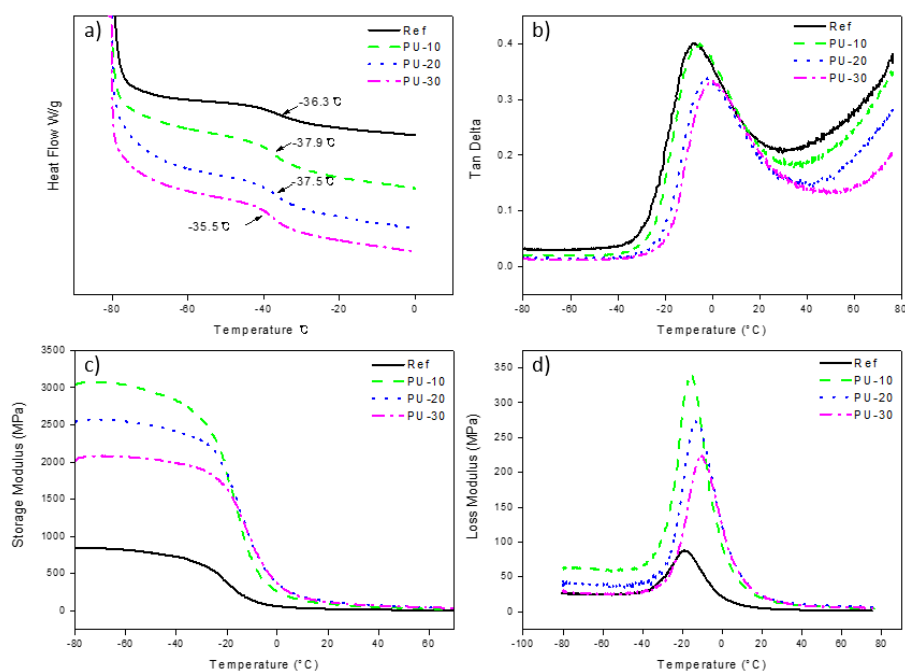 a)
Ref
PU-10
PU-20
PU-30
-36.3℃
-37.9℃
-37.5℃
-35.5℃
Heat Flow W/g
-80 -60 -40 -20 0
Temperature ℃
b)
Ref
PU-10
PU-20
PU-30
Tan Delta
0.4
0.3
0.2
0.1
0.0
-80 -60 -40 -20 0 20 40 60 80
Temperature (°C)
c)
Ref
PU-10
PU-20
PU-30
Storage Modulus (MPa)
3500
3000
2500
2000
1500
1000
500
0
-80 -60 -40 -20 0 20 40 60
Temperature (°C)
d)
Ref
PU-10
PU-20
PU-30
Loss Modulus (MPa)
350
300
250
200
150
100
50
0
-100 -80 -60 -40 -20 0 20 40 60 80
Temperature (°C)